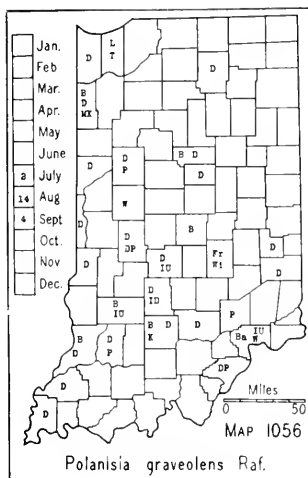 Jan.
Feb
Mar.
Apr.
May
June
2 July
14 Aug
4 Sept
Oct.
Nov
Dec.
L
D T
D
B
D
MK
D
P
B D
D
D
W
D
DP
B
D
D
IU
Fr
Wi
D
D
D
B
IU
D
ID
B
D
D
P
B D
K
D
P
Ba IU
W
DP
D
D
Miles
0 50
MAP 1056
Polanisia graveolens Raf.